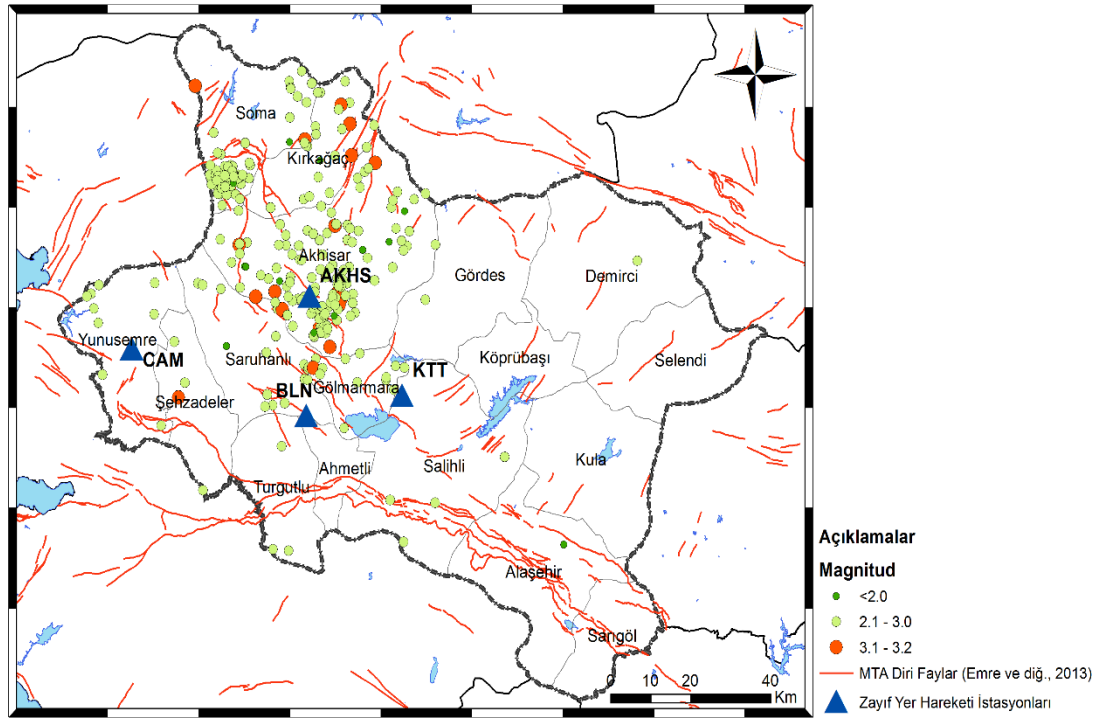 Soma
Kırkağaç
Akhisar
AKHS
Gördes
Demirci
Yunusemre
CAM
Saruhanlı
KTT
Köprübaşı
Selendi
Şehzadeler
BLN
Gölmarmara
Ahmetli
Salihli
Kula
Turgutlu
Alaşehir
Sarıgöl
0 10 20 40
Km
Açıklamalar
Magnitud
<2.0
2.1 - 3.0
3.1 - 3.2
MTA Diri Faylar (Emre ve diğ., 2013)
Zayıf Yer Hareketi İstasyonları